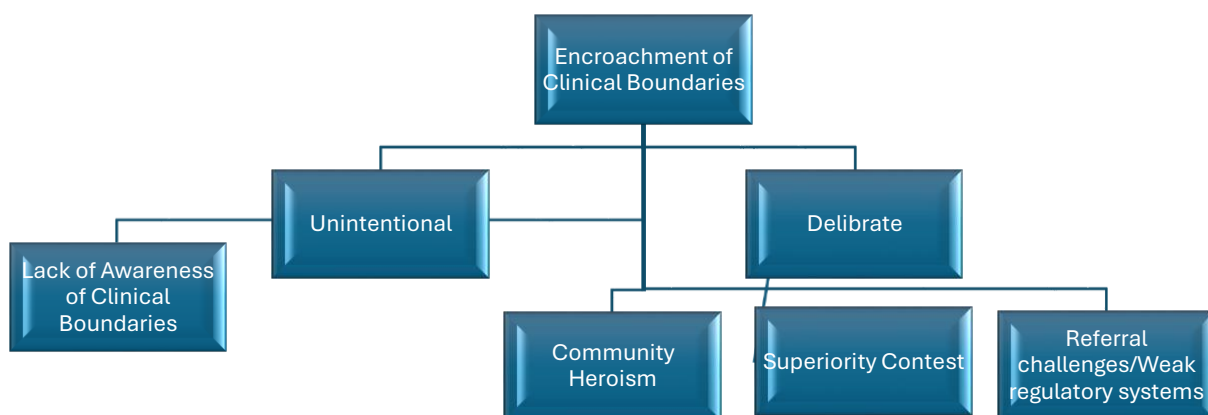 Encroachment of
Clinical Boundaries
Unintentional
Delibrate
Lack of Awareness
of Clinical
Boundaries
Community
Heroism
Superiority Contest
Referral
challenges/Weak
regulatory systems